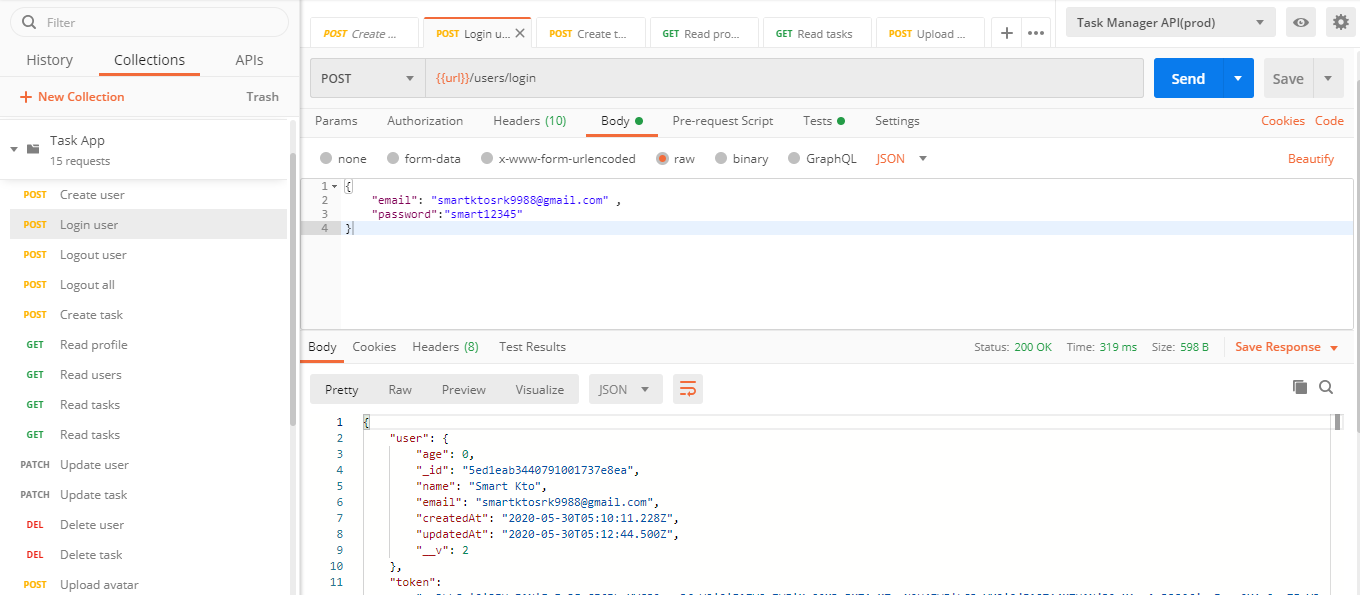 Filter
History Collections APIs
+ New Collection Trash
Task App
15 requests
POST Create user
POST Login user
POST Logout user
POST Logout all
POST Create task
GET Read profile
GET Read users
GET Read tasks
GET Read tasks
PATCH Update user
PATCH Update task
DEL Delete user
DEL Delete task
POST Upload avatar
POST Create ... POST Login u... POST Create t... GET Read pro... GET Read tasks POST Upload ... Task Manager API(prod)
POST {{url}}/users/login Send Save
Params Authorization Headers (10) Body Pre-request Script Tests Settings Cookies Code
none form-data x-www-form-urlencoded raw binary GraphQL JSON Beautify
1 {
2 "email": "smartktosrk9988@gmail.com" ,
3 "password":"smart12345"
4 }
Body Cookies Headers (8) Test Results Status: 200 OK Time: 319 ms Size: 598 B Save Response
Pretty Raw Preview Visualize JSON
1 {
2 "user": {
3 "age": 0,
4 "_id": "5ed1eab3440791001737e8ea",
5 "name": "Smart Kto",
6 "email": "smartktosrk9988@gmail.com",
7 "createdAt": "2020-05-30T05:10:11.228Z",
8 "updatedAt": "2020-05-30T05:12:44.500Z",
9 "__v": 2
10 },
11 "token":